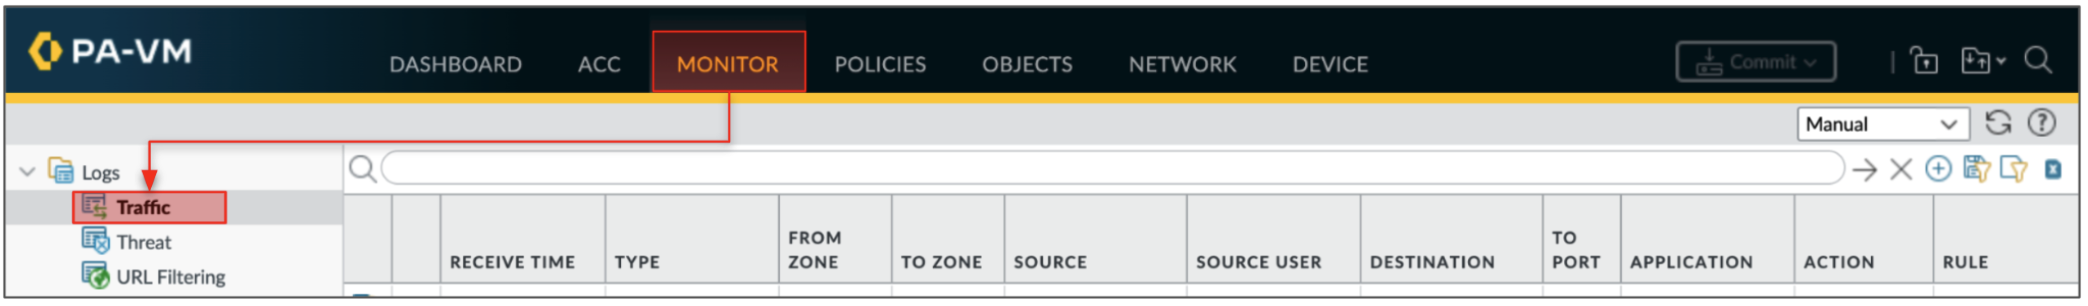 PA-VM
DASHBOARD ACC MONITOR POLICIES OBJECTS NETWORK DEVICE Commit
Manual
Logs
Traffic
Threat
URL Filtering
RECEIVE TIME TYPE FROM ZONE TO ZONE SOURCE SOURCE USER DESTINATION TO PORT APPLICATION ACTION RULE